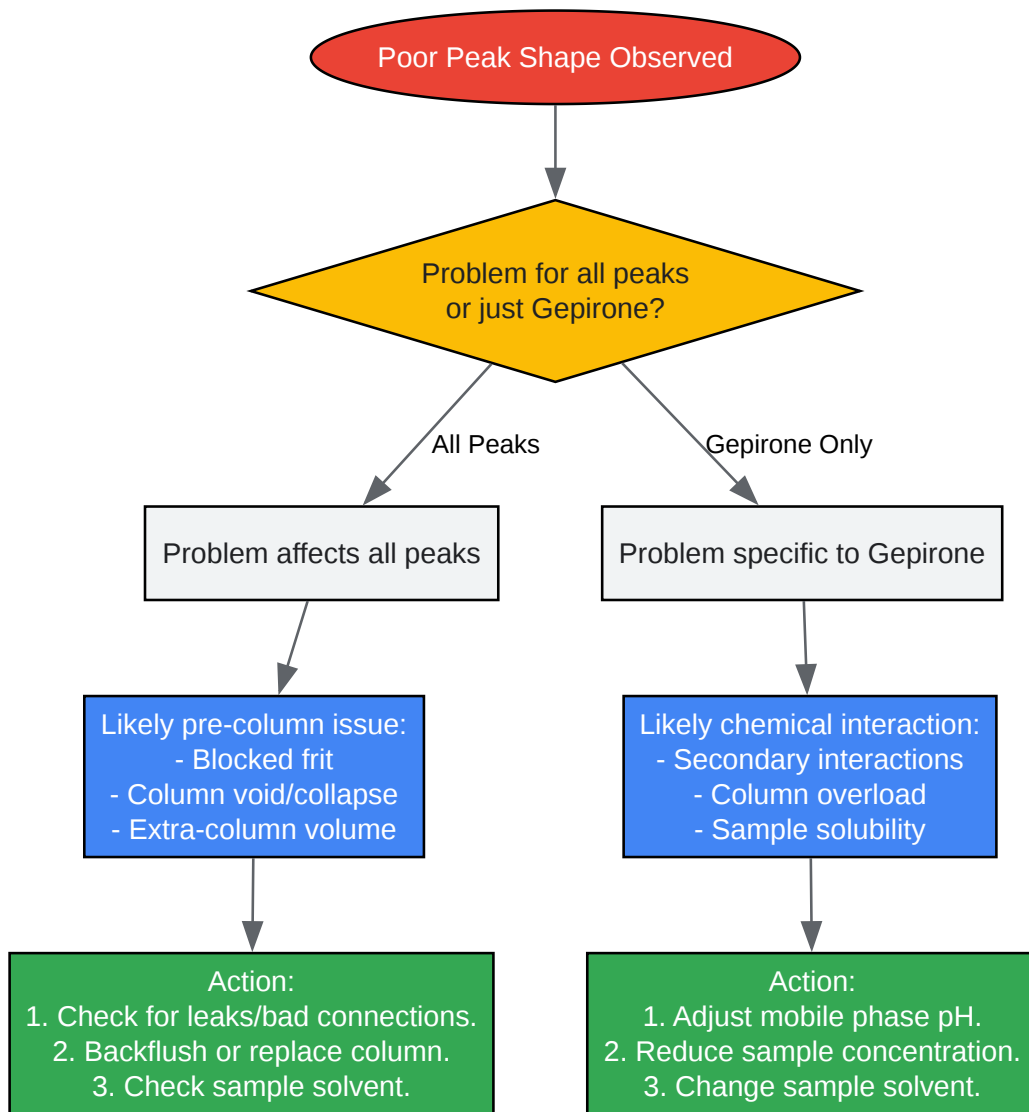 Poor Peak Shape Observed
Problem for all peaks
or just Gepirone?
All Peaks
Gepirone Only
Problem affects all peaks
Problem specific to Gepirone
Likely pre-column issue:
- Blocked frit
- Column void/collapse
- Extra-column volume
Likely chemical interaction:
- Secondary interactions
- Column overload
- Sample solubility
Action:
1. Check for leaks/bad connections.
2. Backflush or replace column.
3. Check sample solvent.
Action:
1. Adjust mobile phase pH.
2. Reduce sample concentration.
3. Change sample solvent.